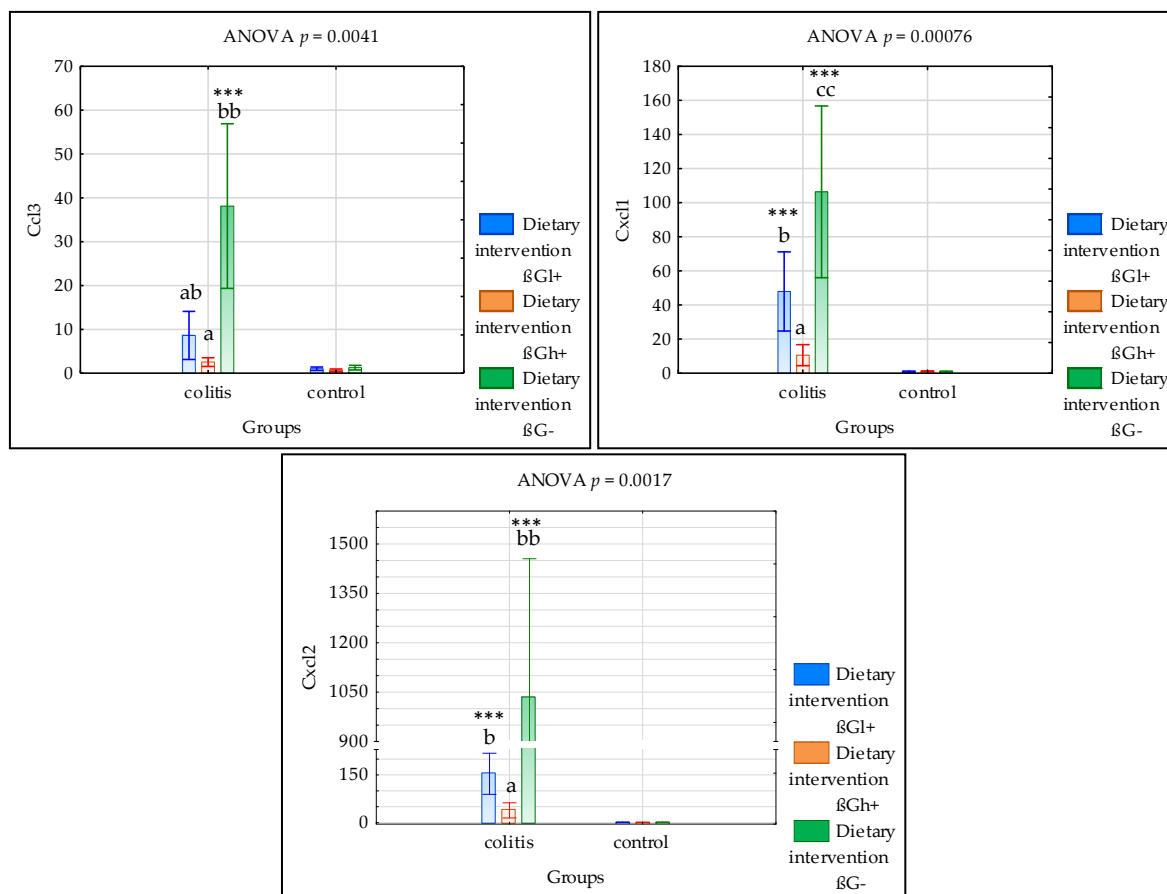 ANOVA p = 0.0041
70
60
50
40
30
20
10
0
Ccl3
***
bb
ab
a
colitis
control
Groups
Dietary
intervention
ßGl+
Dietary
intervention
ßGh+
Dietary
intervention
ßG-
ANOVA p = 0.00076
180
160
140
120
100
80
60
40
20
0
Cxcl1
***
cc
***
b
a
colitis
control
Groups
Dietary
intervention
ßGl+
Dietary
intervention
ßGh+
Dietary
intervention
ßG-
ANOVA p = 0.0017
1500
1350
1200
1050
900
150
0
Cxcl2
***
bb
***
b
a
colitis
control
Groups
Dietary
intervention
ßGl+
Dietary
intervention
ßGh+
Dietary
intervention
ßG-